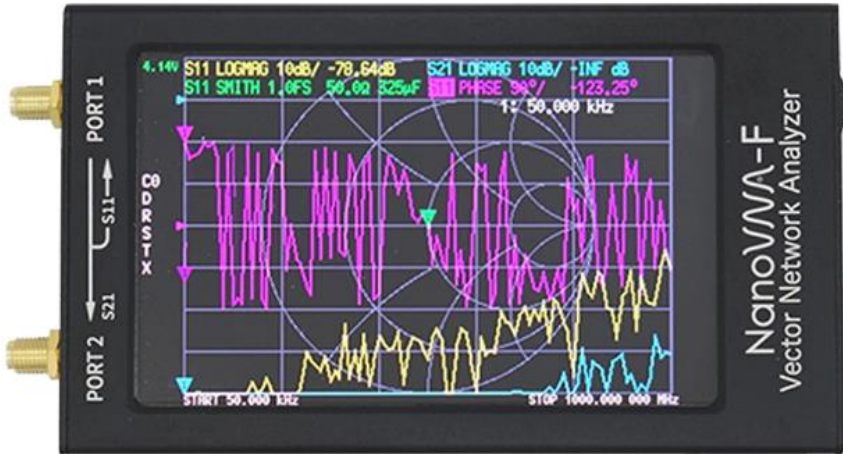 4.14V S11 LOGMAG 10dB/ -78.64dB S21 LOGMAG 10dB/ -INF dB
S11 SMITH 1.0FS 50.0Ω 325µF S11 PHASE 90°/ -123.25°
1: 50.000 kHz
C0
D
R
S
T
X
START 50.000 kHz STOP 1000.000 000 MHz
PORT 1
S11
S21
PORT 2
NanoVNA-F
Vector Network Analyzer